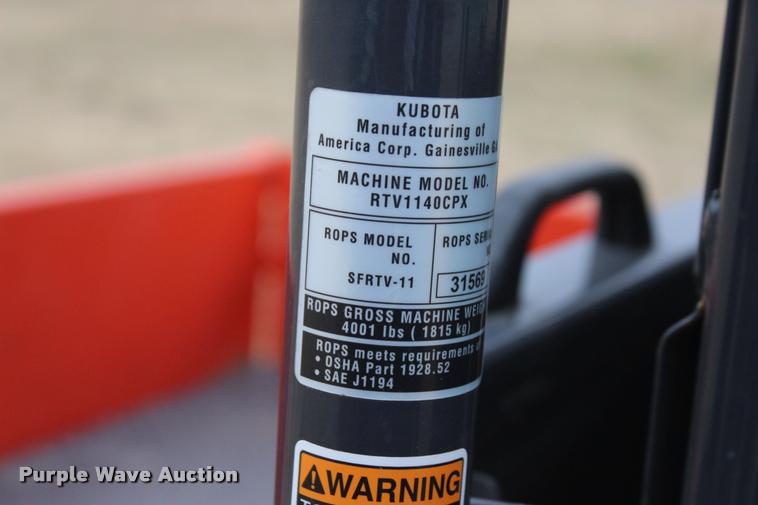 KUBOTA
Manufacturing of
America Corp. Gainesville
MACHINE MODEL NO.
RTV1140CPX
ROPS MODEL
NO.
SFRTV-11
ROPS
31569
ROPS GROSS MACHINE
4001 lbs ( 1815 kg)
ROPS meets requirements
• OSHA Part 1928.52
• SAE J1194
WARNING
Purple Wave Auction